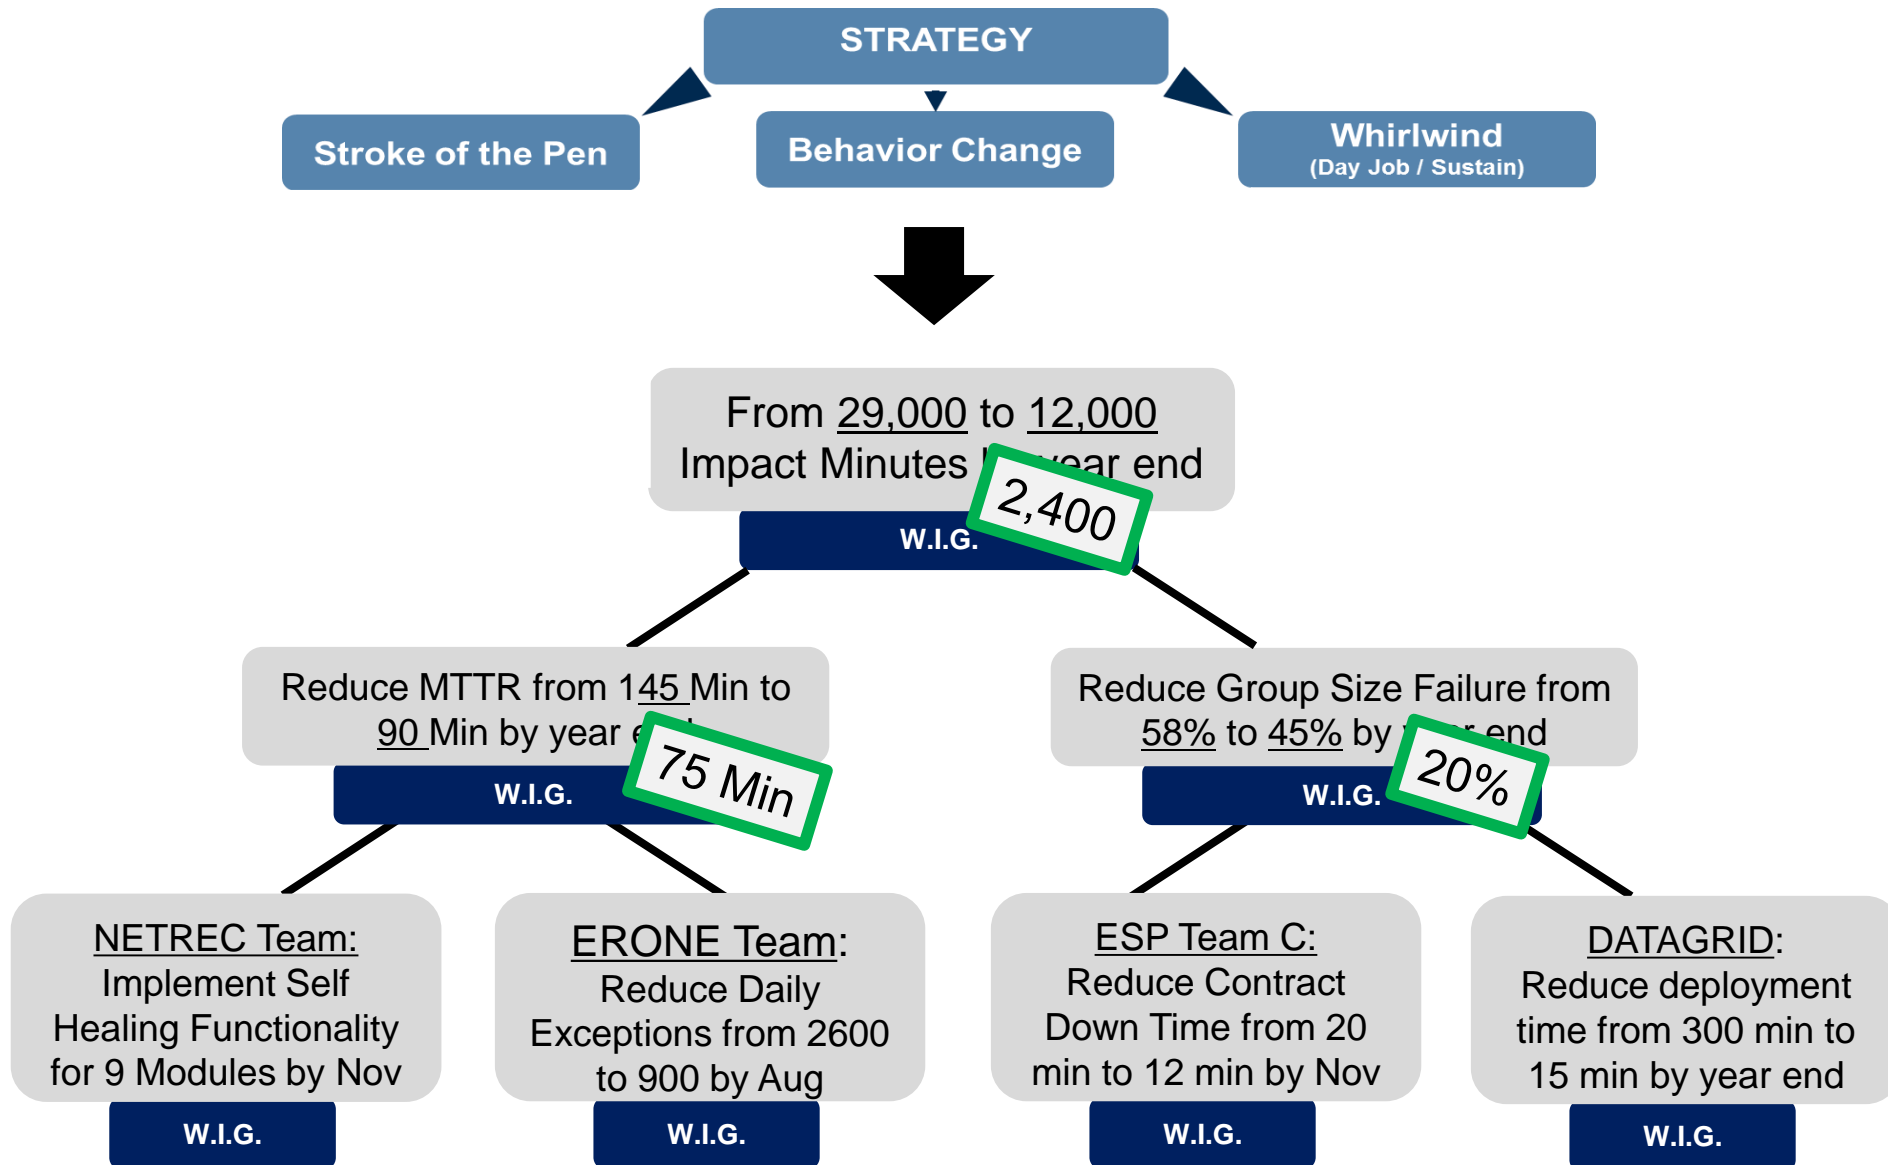 STRATEGY
Stroke of the Pen
Behavior Change
Whirlwind
(Day Job / Sustain)
From 29,000 to 12,000
Impact Minutes year end
2,400
W.I.G.
Reduce MTTR from 145 Min to
90 Min by year
75 Min
W.I.G.
Reduce Group Size Failure from
58% to 45% by end
20%
W.I.G.
NETREC Team:
Implement Self
Healing Functionality
for 9 Modules by Nov
W.I.G.
ERONE Team:
Reduce Daily
Exceptions from 2600
to 900 by Aug
W.I.G.
ESP Team C:
Reduce Contract
Down Time from 20
min to 12 min by Nov
W.I.G.
DATAGRID:
Reduce deployment
time from 300 min to
15 min by year end
W.I.G.